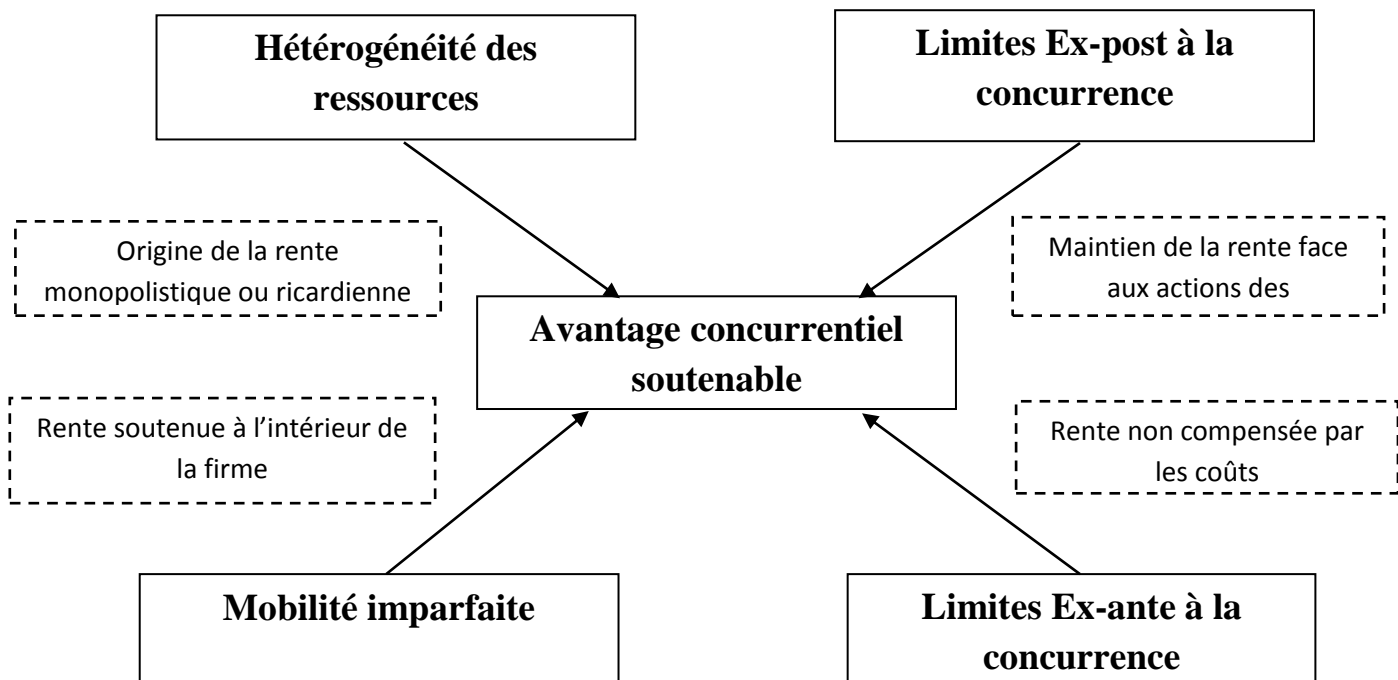 Hétérogénéité des
ressources
Limites Ex-post à la
concurrence
Origine de la rente
monopolistique ou ricardienne
Maintien de la rente face
aux actions des
Avantage concurrentiel
soutenable
Rente soutenue à l’intérieur de
la firme
Rente non compensée par
les coûts
Mobilité imparfaite
Limites Ex-ante à la
concurrence